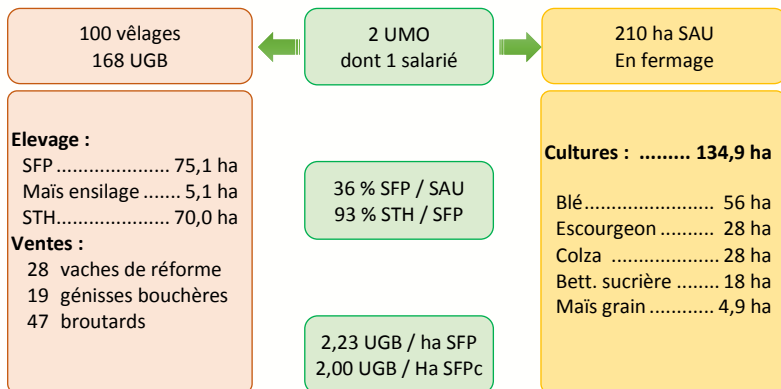 100 vêlages
168 UGB
2 UMO
dont 1 salarié
210 ha SAU
En fermage
Elevage :
SFP ...................... 75,1 ha
Maïs ensilage ..... 5,1 ha
STH...................... 70,0 ha
Ventes :
28 vaches de réforme
19 génisses bouchères
47 broutards
36 % SFP / SAU
93 % STH / SFP
2,23 UGB / ha SFP
2,00 UGB / Ha SFPc
Cultures : ......... 134,9 ha
Blé........................... 56 ha
Escourgeon .............. 28 ha
Colza ....................... 28 ha
Bett. sucrière ........... 18 ha
Maïs grain ............... 4,9 ha